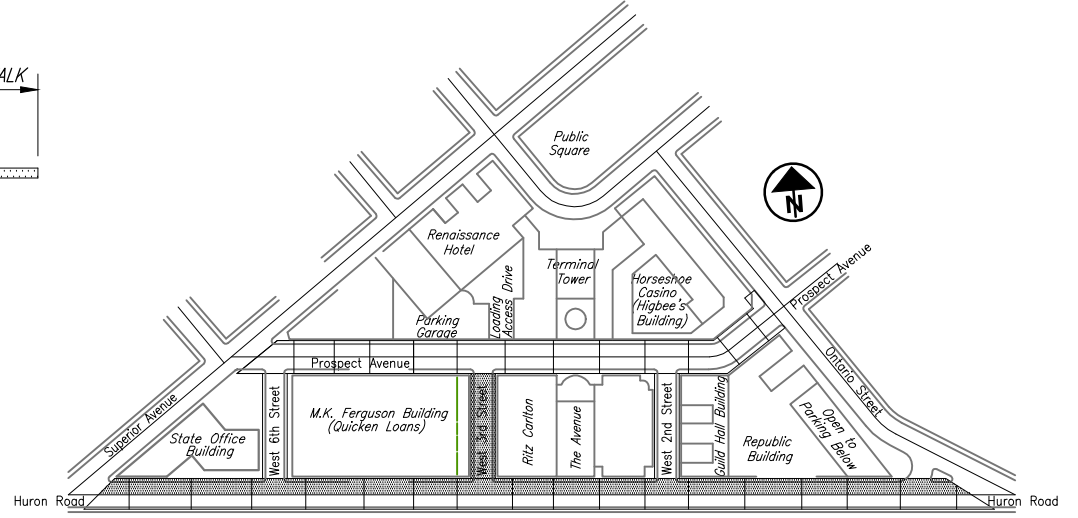 ALK
Public
Square
N
Renaissance
Hotel
Terminal
Tower
Horseshoe
Casino
(Higbee's
Building)
Prospect Avenue
Loading
Access Drive
Parking
Garage
Prospect Avenue
Ontario Street
Superior Avenue
State Office
Building
West 6th Street
M.K. Ferguson Building
(Quicken Loans)
West 3rd Street
Ritz Carlton
The Avenue
West 2nd Street
Guild Hall Building
Republic
Building
Open to
Parking Below
Huron Road
Huron Road